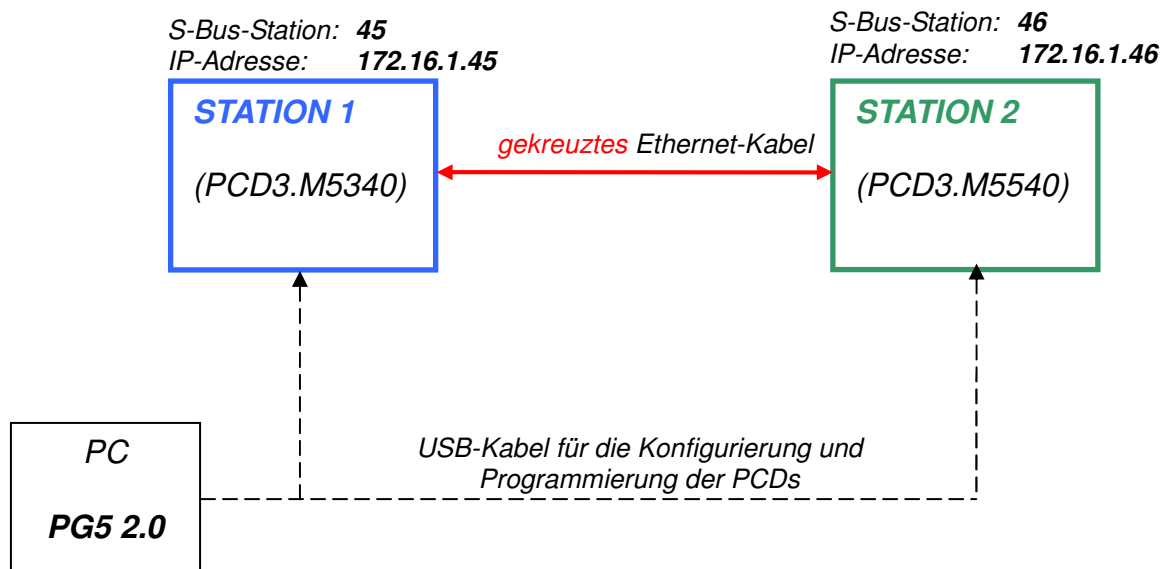 S-Bus-Station: 45
IP-Adresse: 172.16.1.45
S-Bus-Station: 46
IP-Adresse: 172.16.1.46
STATION 1
(PCD3.M5340)
gekreuztes Ethernet-Kabel
STATION 2
(PCD3.M5540)
PC
PG5 2.0
USB-Kabel für die Konfigurierung und
Programmierung der PCDs